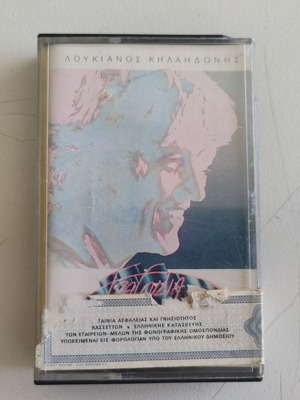 ΛΟΥΚΙΑΝΟΣ ΚΗΛΑΗΔΟΝΗΣ
ΤΑΙΝΙΑ ΑΣΦΑΛΕΙΑΣ ΚΑΙ ΓΝΗΣΙΟΤΗΤΟΣ
ΚΑΣΣΕΤΤΩΝ ΕΛΛΗΝΙΚΗΣ ΚΑΤΑΣΚΕΥΗΣ
ΤΩΝ ΕΤΑΙΡΕΙΩΝ-ΜΕΛΩΝ ΤΗΣ ΦΩΝΟΓΡΑΦΙΚΗΣ ΟΜΟΣΠΟΝΔΙΑΣ
ΥΠΟΚΕΙΜΕΝΑΙ ΕΙΣ ΦΟΡΟΛΟΓΙΑΝ ΥΠΟ ΤΟΥ ΕΛΛΗΝΙΚΟΥ ΔΗΜΟΣΙΟΥ